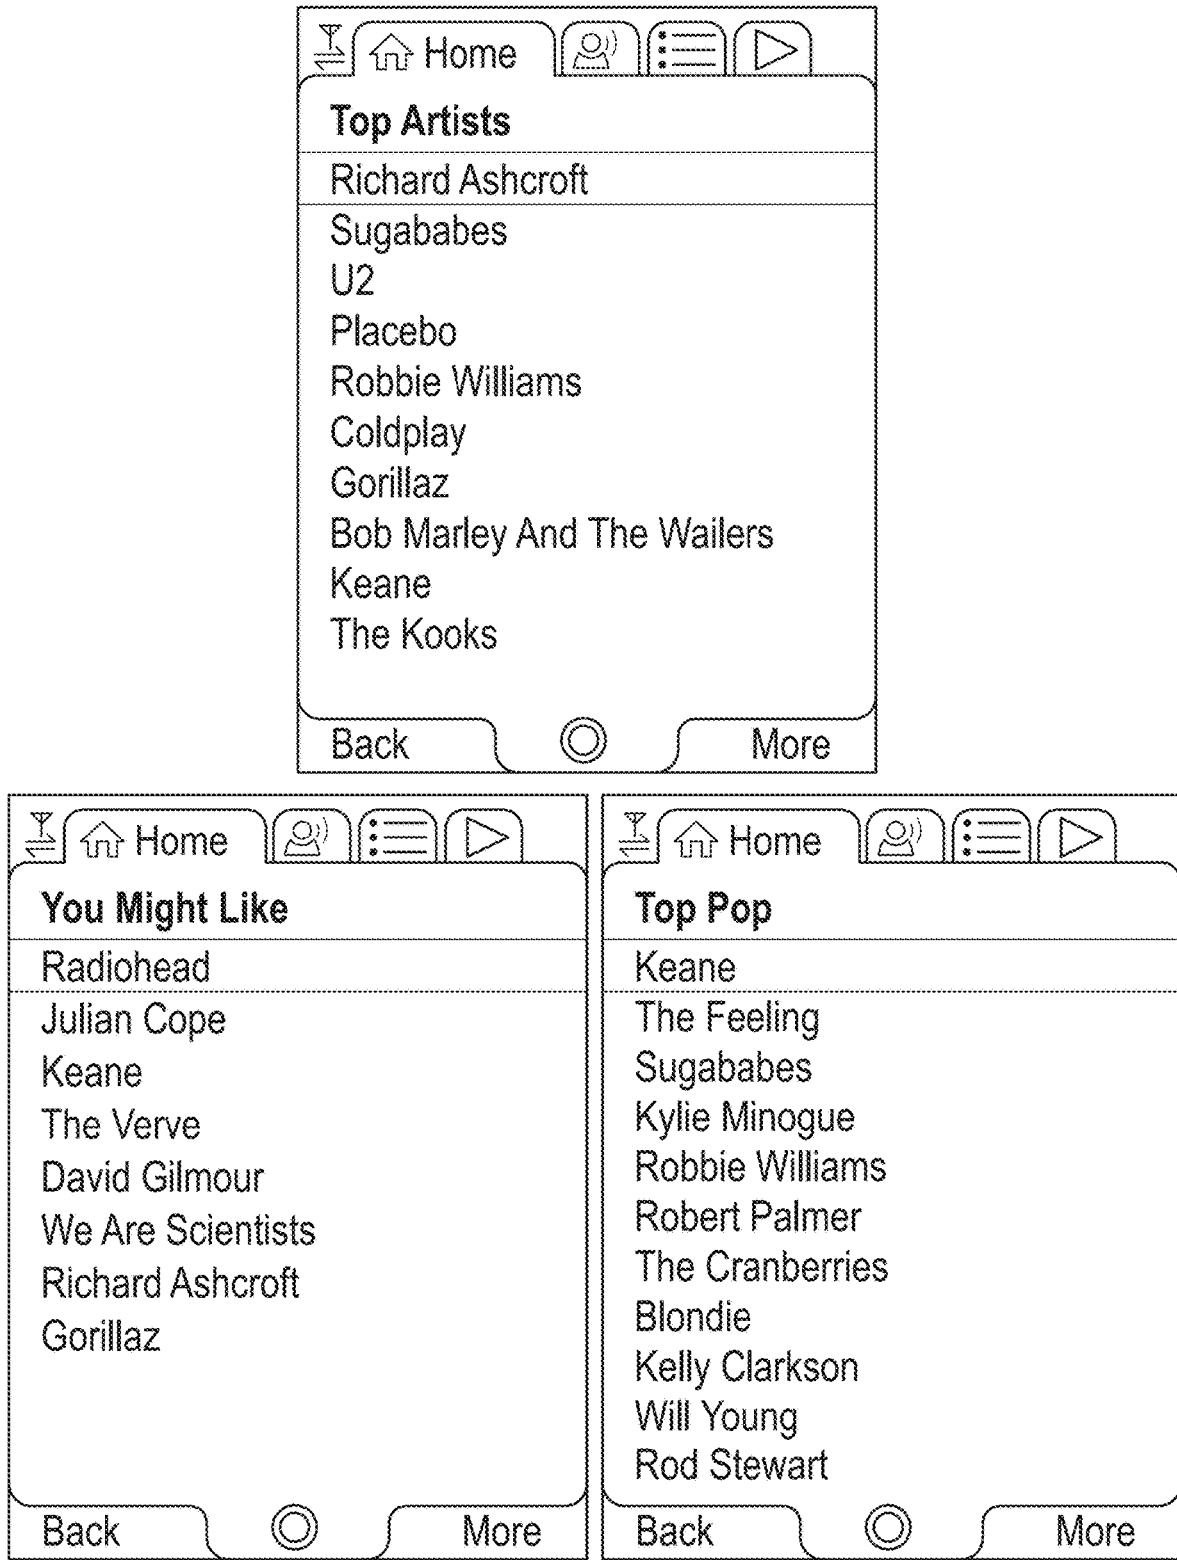 Home
Top Artists
Richard Ashcroft
Sugababes
U2
Placebo
Robbie Williams
Coldplay
Gorillaz
Bob Marley And The Wailers
Keane
The Kooks
Back
More
Home
You Might Like
Radiohead
Julian Cope
Keane
The Verve
David Gilmour
We Are Scientists
Richard Ashcroft
Gorillaz
Back
More
Home
Top Pop
Keane
The Feeling
Sugababes
Kylie Minogue
Robbie Williams
Robert Palmer
The Cranberries
Blondie
Kelly Clarkson
Will Young
Rod Stewart
Back
More